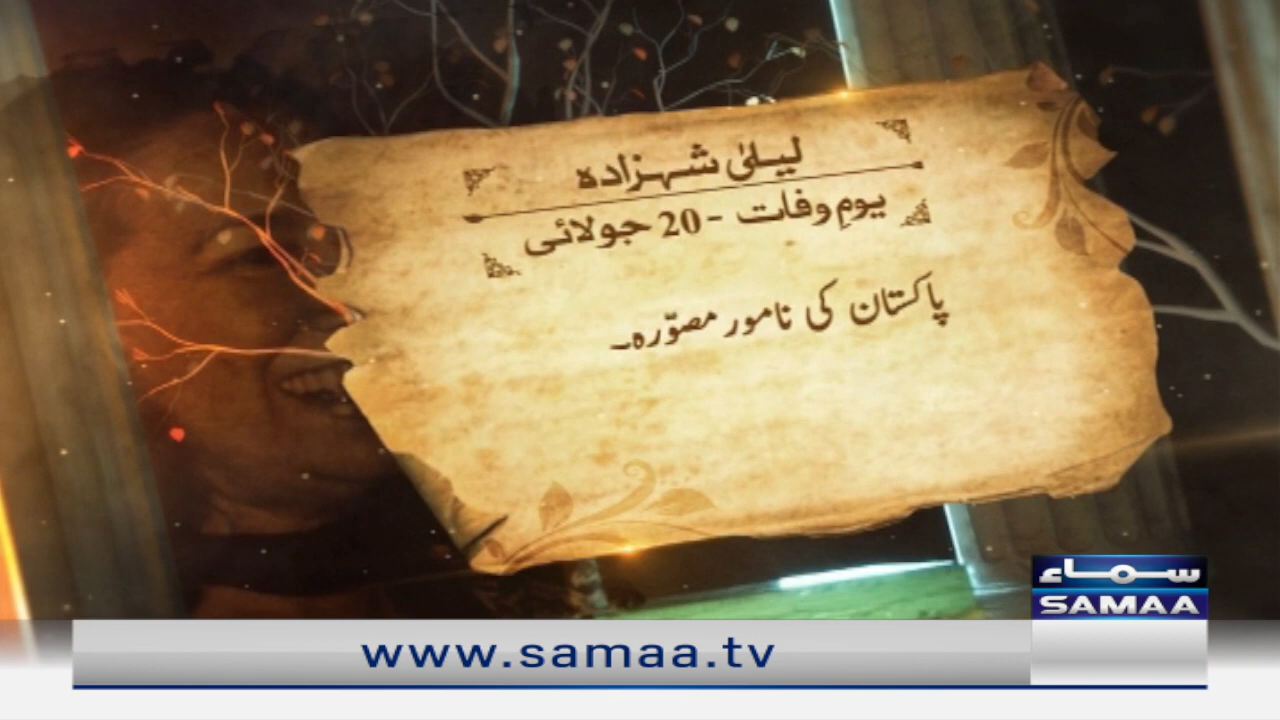 لیلیٰ شہزادہ
یومِ وفات - 20 جولائی
پاکستان کی نامور مصوّرہ۔
سماء
SAMAA
www.samaa.tv